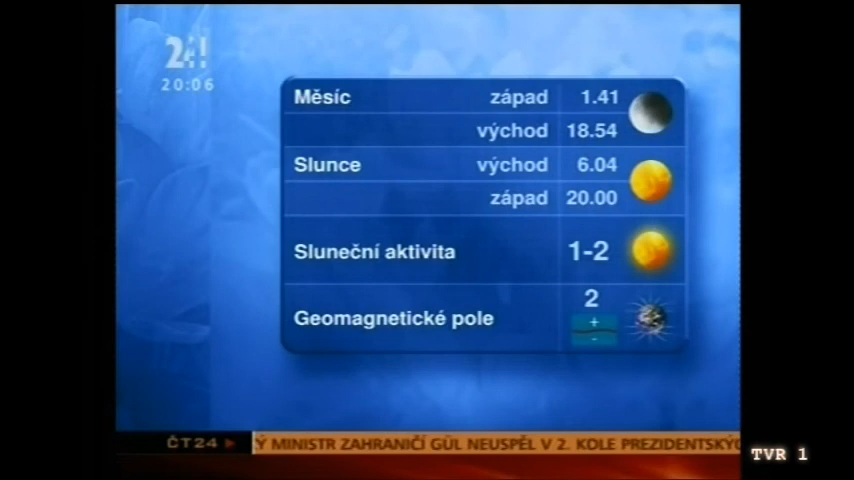 24
20:06
Měsíc západ 1.41
východ 18.54
Slunce východ 6.04
západ 20.00
Sluneční aktivita 1-2
Geomagnetické pole 2
+
-
ČT24 Ý MINISTR ZAHRANIČÍ GÜL NEUSPĚL V 2. KOLE PREZIDENTSKÝC
TVR 1